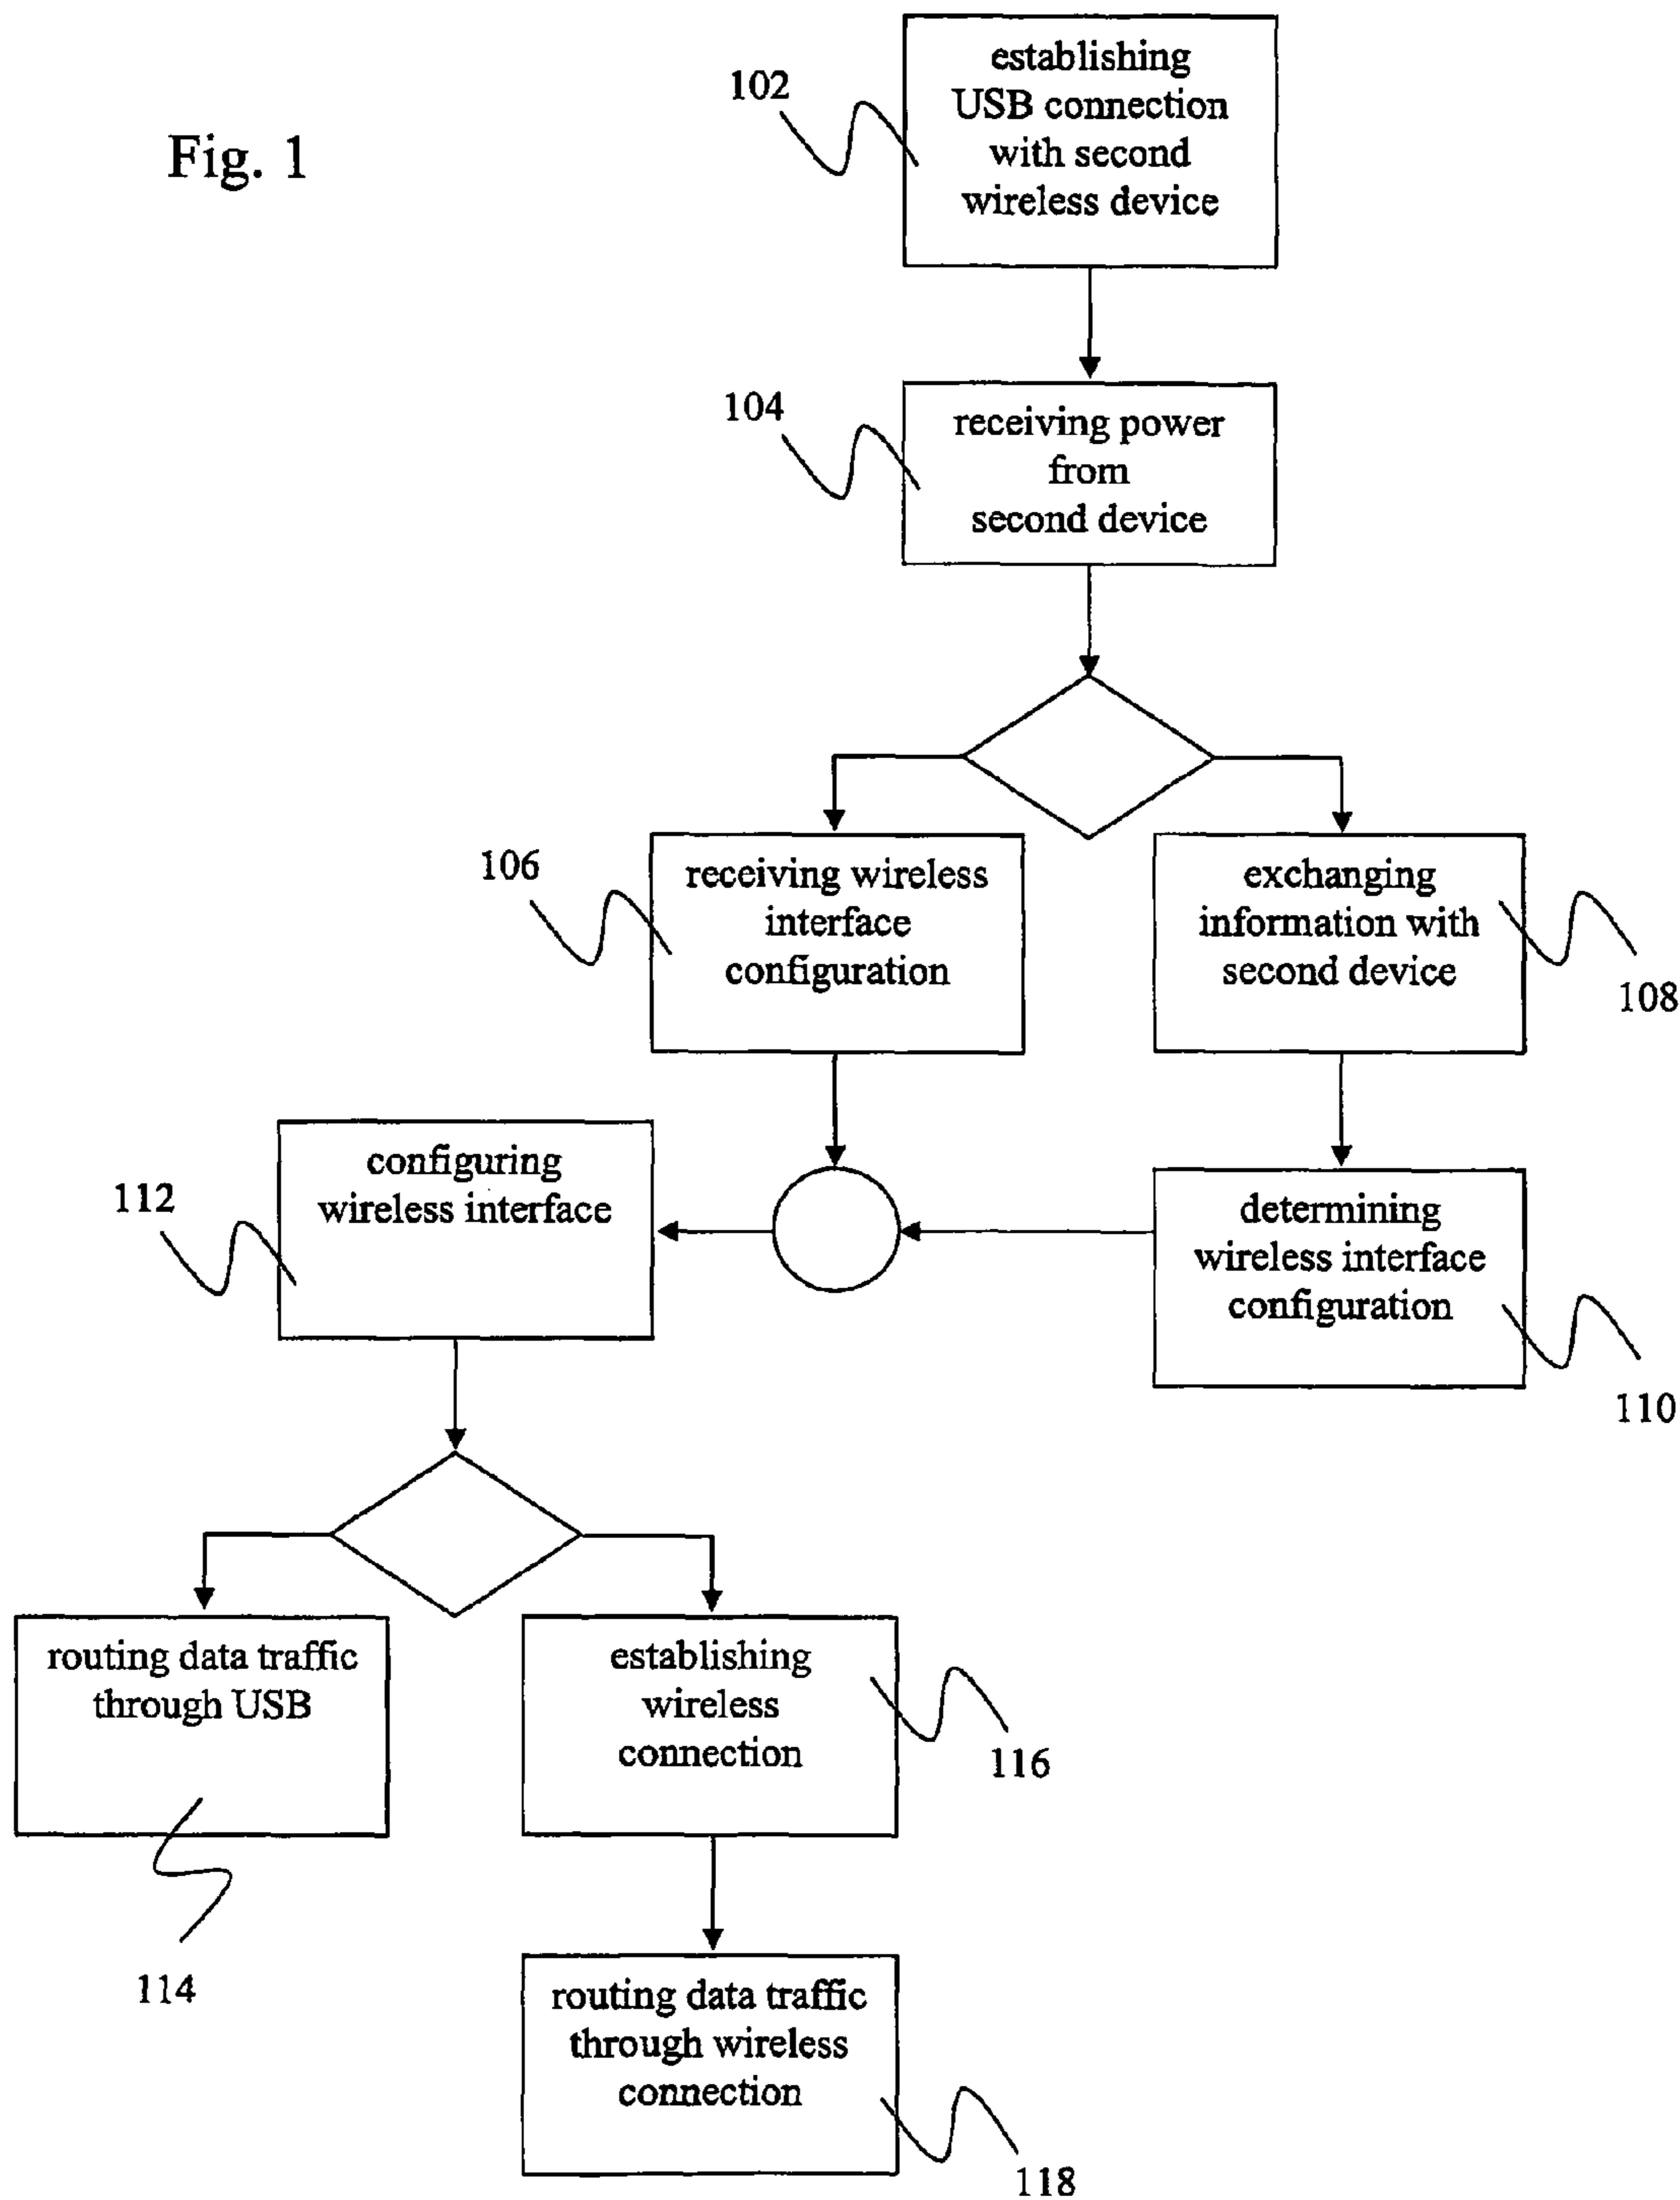 Fig. 1
102
establishing
USB connection
with second
wireless device
104
receiving power
from
second device
106
receiving wireless
interface
configuration
exchanging
information with
second device
108
112
configuring
wireless interface
determining
wireless interface
configuration
110
routing data traffic
through USB
114
establishing
wireless
connection
116
routing data traffic
through wireless
connection
118